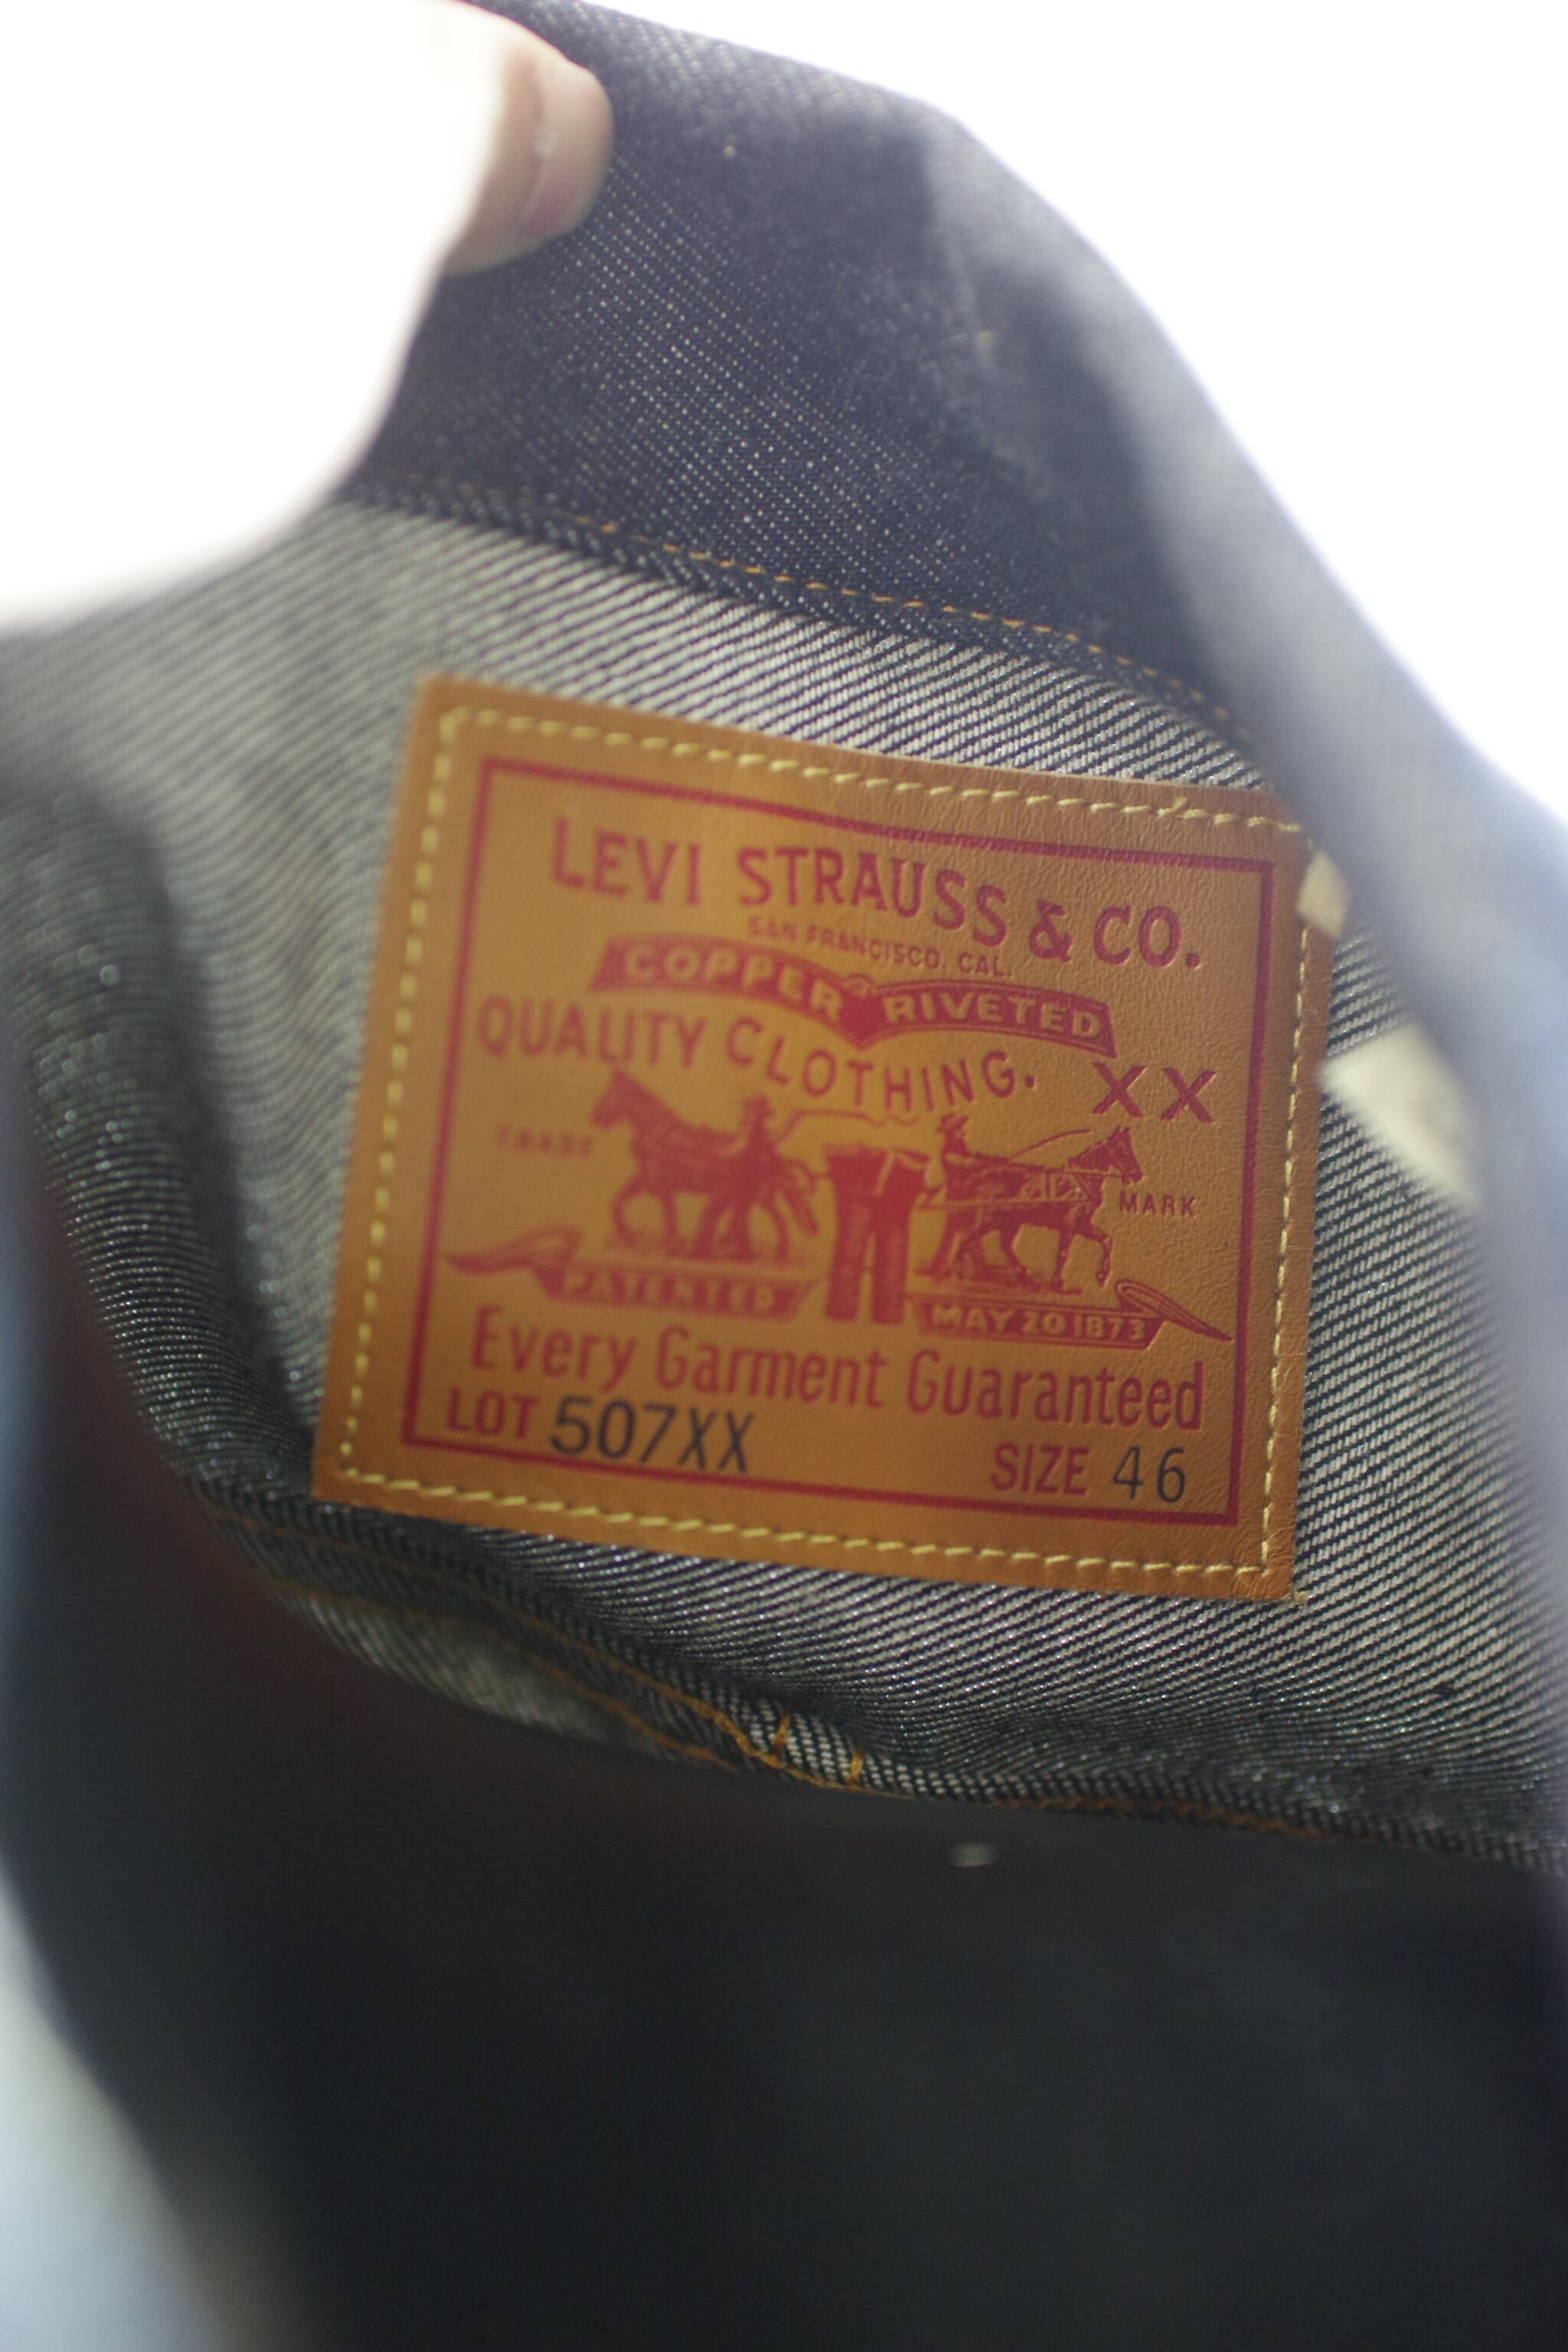 LEVI STRAUSS & CO.
SAN FRANCISCO, CAL.
COPPER RIVETED
QUALITY CLOTHING. XX
TRADE MARK
PATENTED MAY 20 1873
Every Garment Guaranteed
LOT 507XX SIZE 46